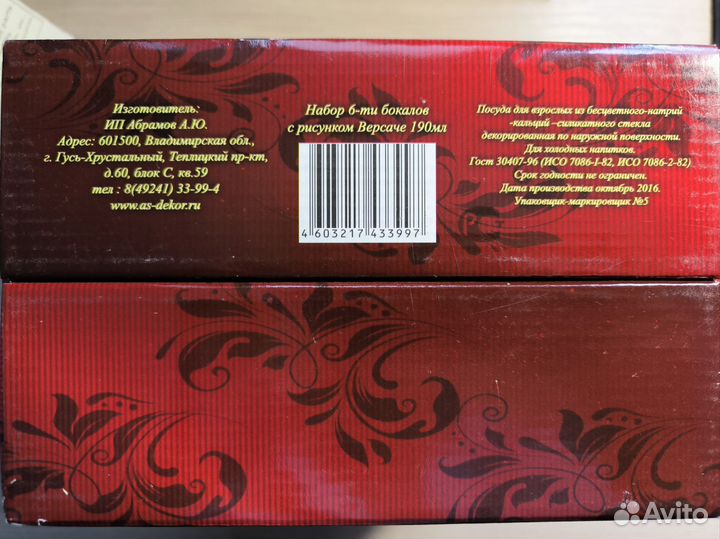 Изготовитель:
ИП Абрамов А.Ю.
Адрес: 601500, Владимирская обл.,
г. Гусь-Хрустальный, Теплицкий пр-кт,
д.60, блок С, кв.59
тел : 8(49241) 33-99-4
www.as-dekor.ru
Набор 6-ти бокалов
с рисунком Версаче 190мл
4 603217 433997
Посуда для взрослых из бесцветного-натрий
-кальций -силикатного стекла
декорированная по наружной поверхности.
Для холодных напитков.
Гост 30407-96 (ИСО 7086-I-82, ИСО 7086-2-82)
Срок годности не ограничен.
Дата производства октябрь 2016.
Упаковщик-маркировщик №5
Avito